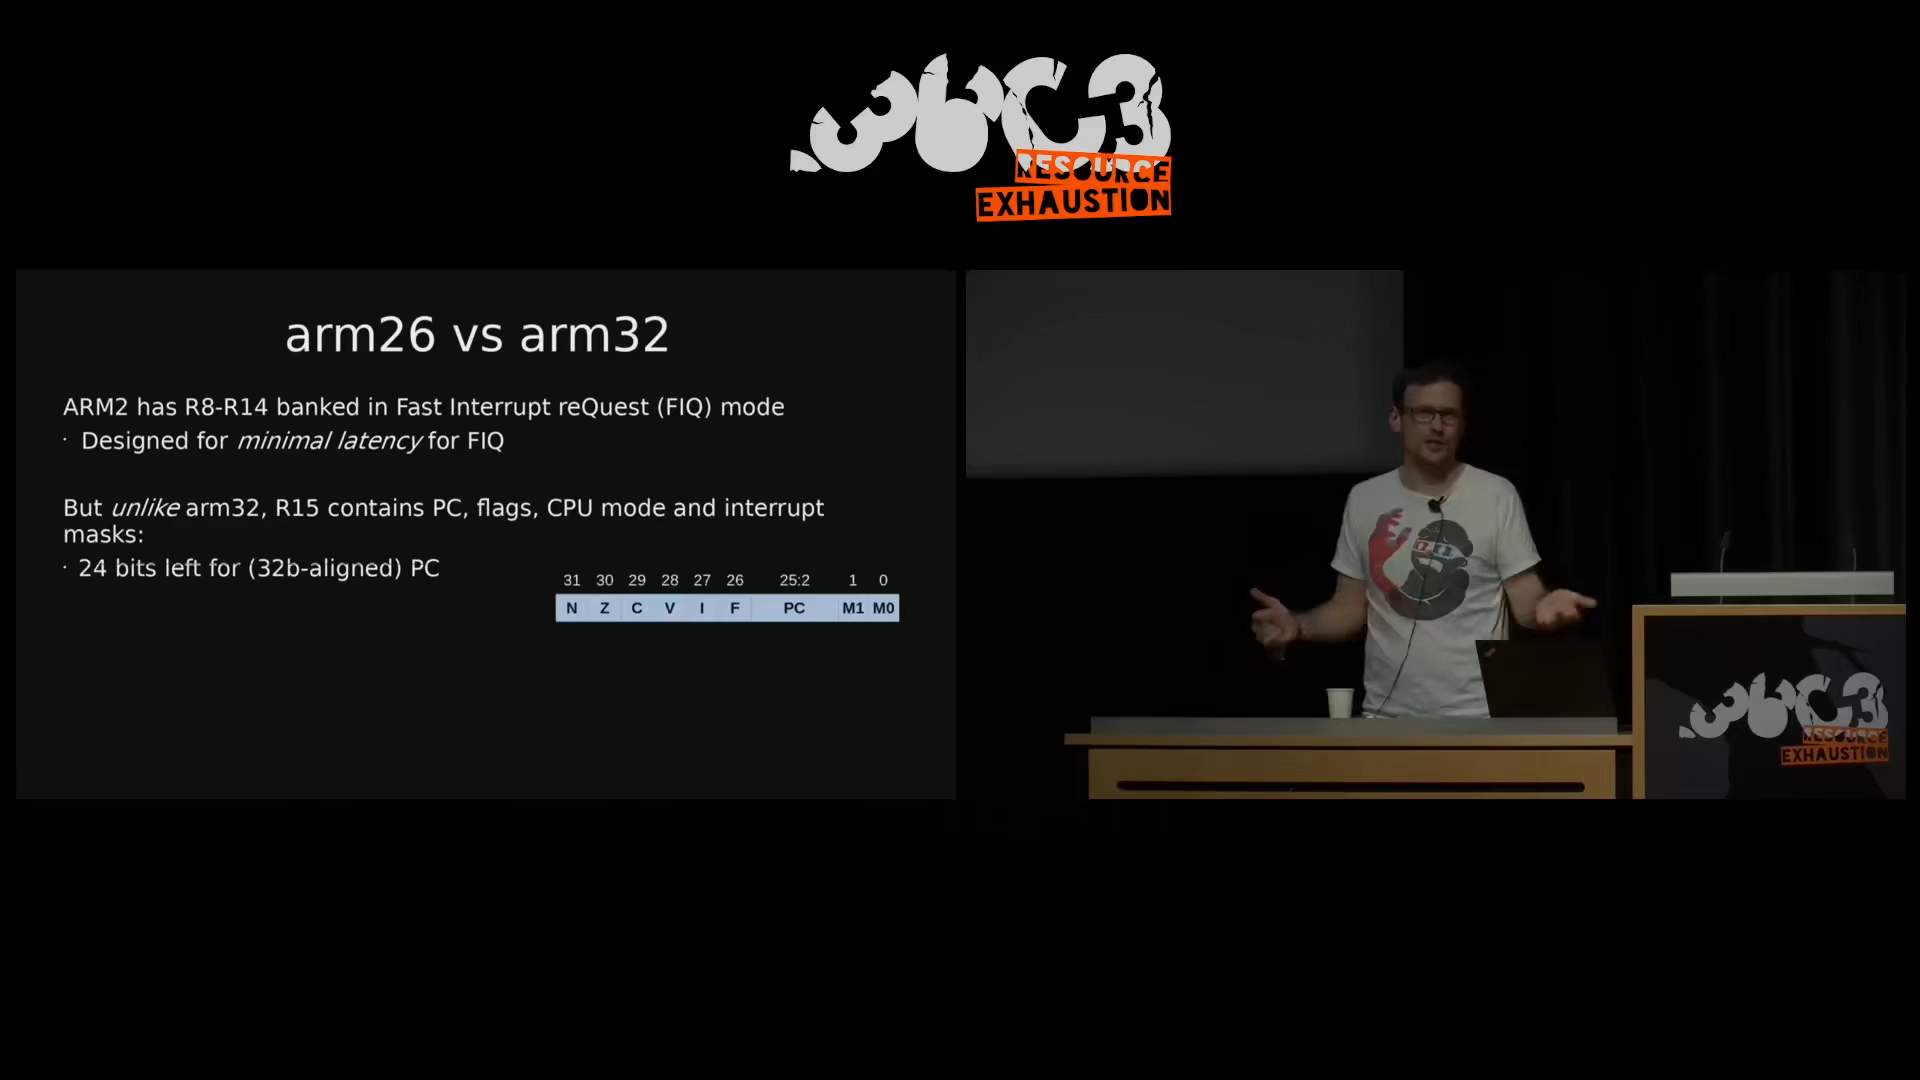 36C3
RESOURCE
EXHAUSTION
arm26 vs arm32
ARM2 has R8-R14 banked in Fast Interrupt reQuest (FIQ) mode
· Designed for minimal latency for FIQ
But unlike arm32, R15 contains PC, flags, CPU mode and interrupt
masks:
· 24 bits left for (32b-aligned) PC
31 30 29 28 27 26 25:2 1 0
N Z C V I F PC M1 M0
36C3
RESOURCE
EXHAUSTION